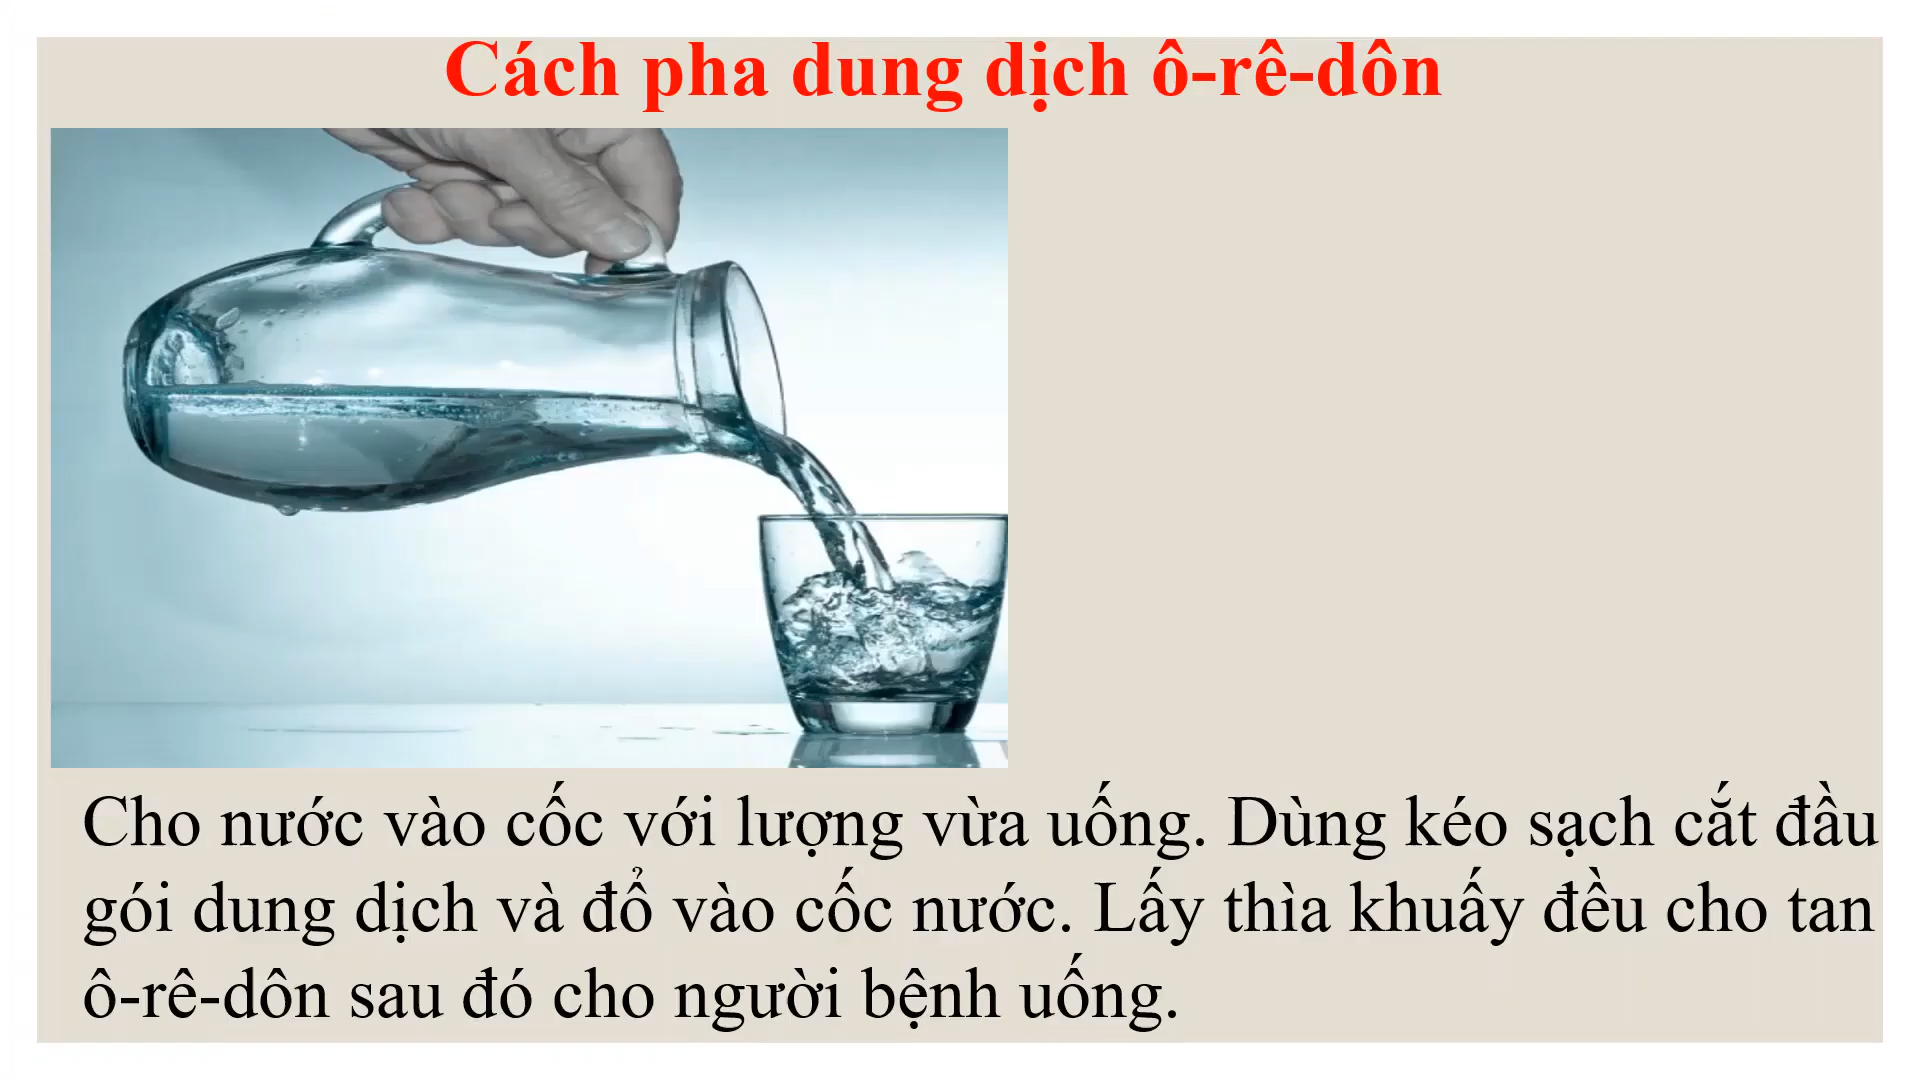 Cách pha dung dịch ô-rê-dôn
Cho nước vào cốc với lượng vừa uống. Dùng kéo sạch cắt đầu
gói dung dịch và đổ vào cốc nước. Lấy thìa khuấy đều cho tan
ô-rê-dôn sau đó cho người bệnh uống.